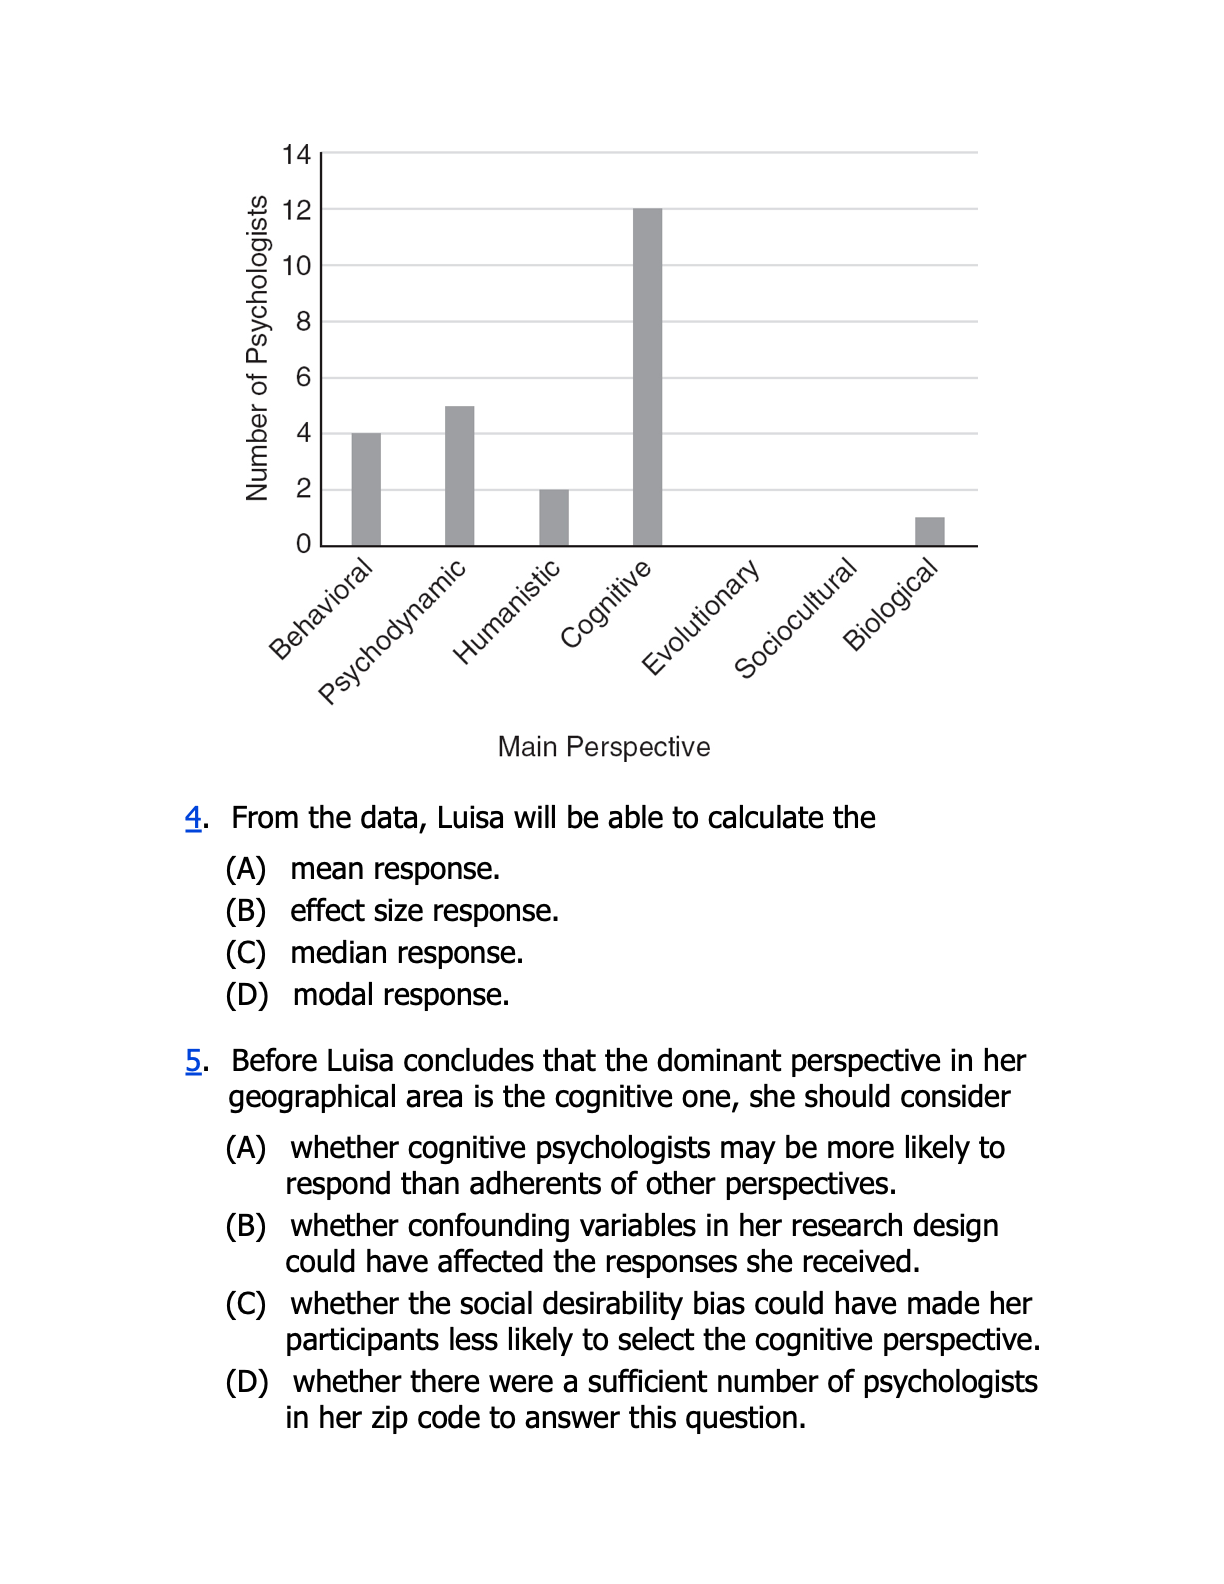 14
12
10
8
6
4
2
0
Number of Psychologists
Behavioral
Psychodynamic
Humanistic
Cognitive
Evolutionary
Sociocultural
Biological
Main Perspective
4. From the data, Luisa will be able to calculate the
(A) mean response.
(B) effect size response.
(C) median response.
(D) modal response.
5. Before Luisa concludes that the dominant perspective in her
geographical area is the cognitive one, she should consider
(A) whether cognitive psychologists may be more likely to
respond than adherents of other perspectives.
(B) whether confounding variables in her research design
could have affected the responses she received.
(C) whether the social desirability bias could have made her
participants less likely to select the cognitive perspective.
(D) whether there were a sufficient number of psychologists
in her zip code to answer this question.